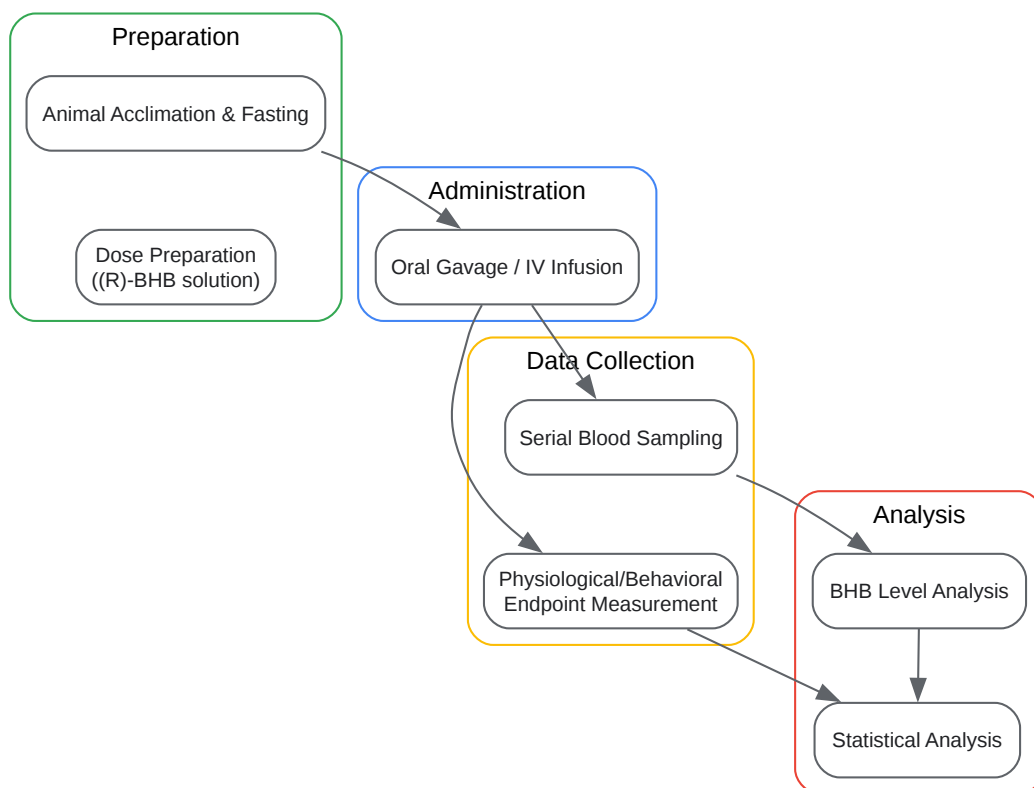 Preparation
Animal Acclimation & Fasting
Dose Preparation
((R)-BHB solution)
Administration
Oral Gavage / IV Infusion
Data Collection
Serial Blood Sampling
Physiological/Behavioral
Endpoint Measurement
Analysis
BHB Level Analysis
Statistical Analysis